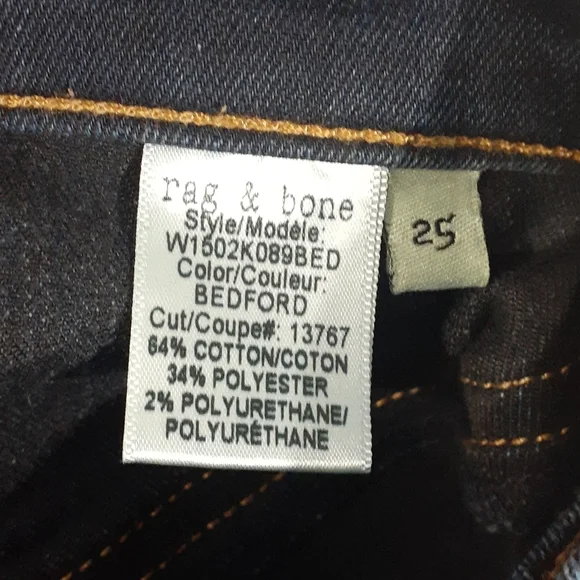 rag & bone
Style/Modèle:
W1502K089BED
Color/Couleur:
BEDFORD
Cut/Coupe#: 13767
64% COTTON/COTON
34% POLYESTER
2% POLYURETHANE/
POLYURÉTHANE
25